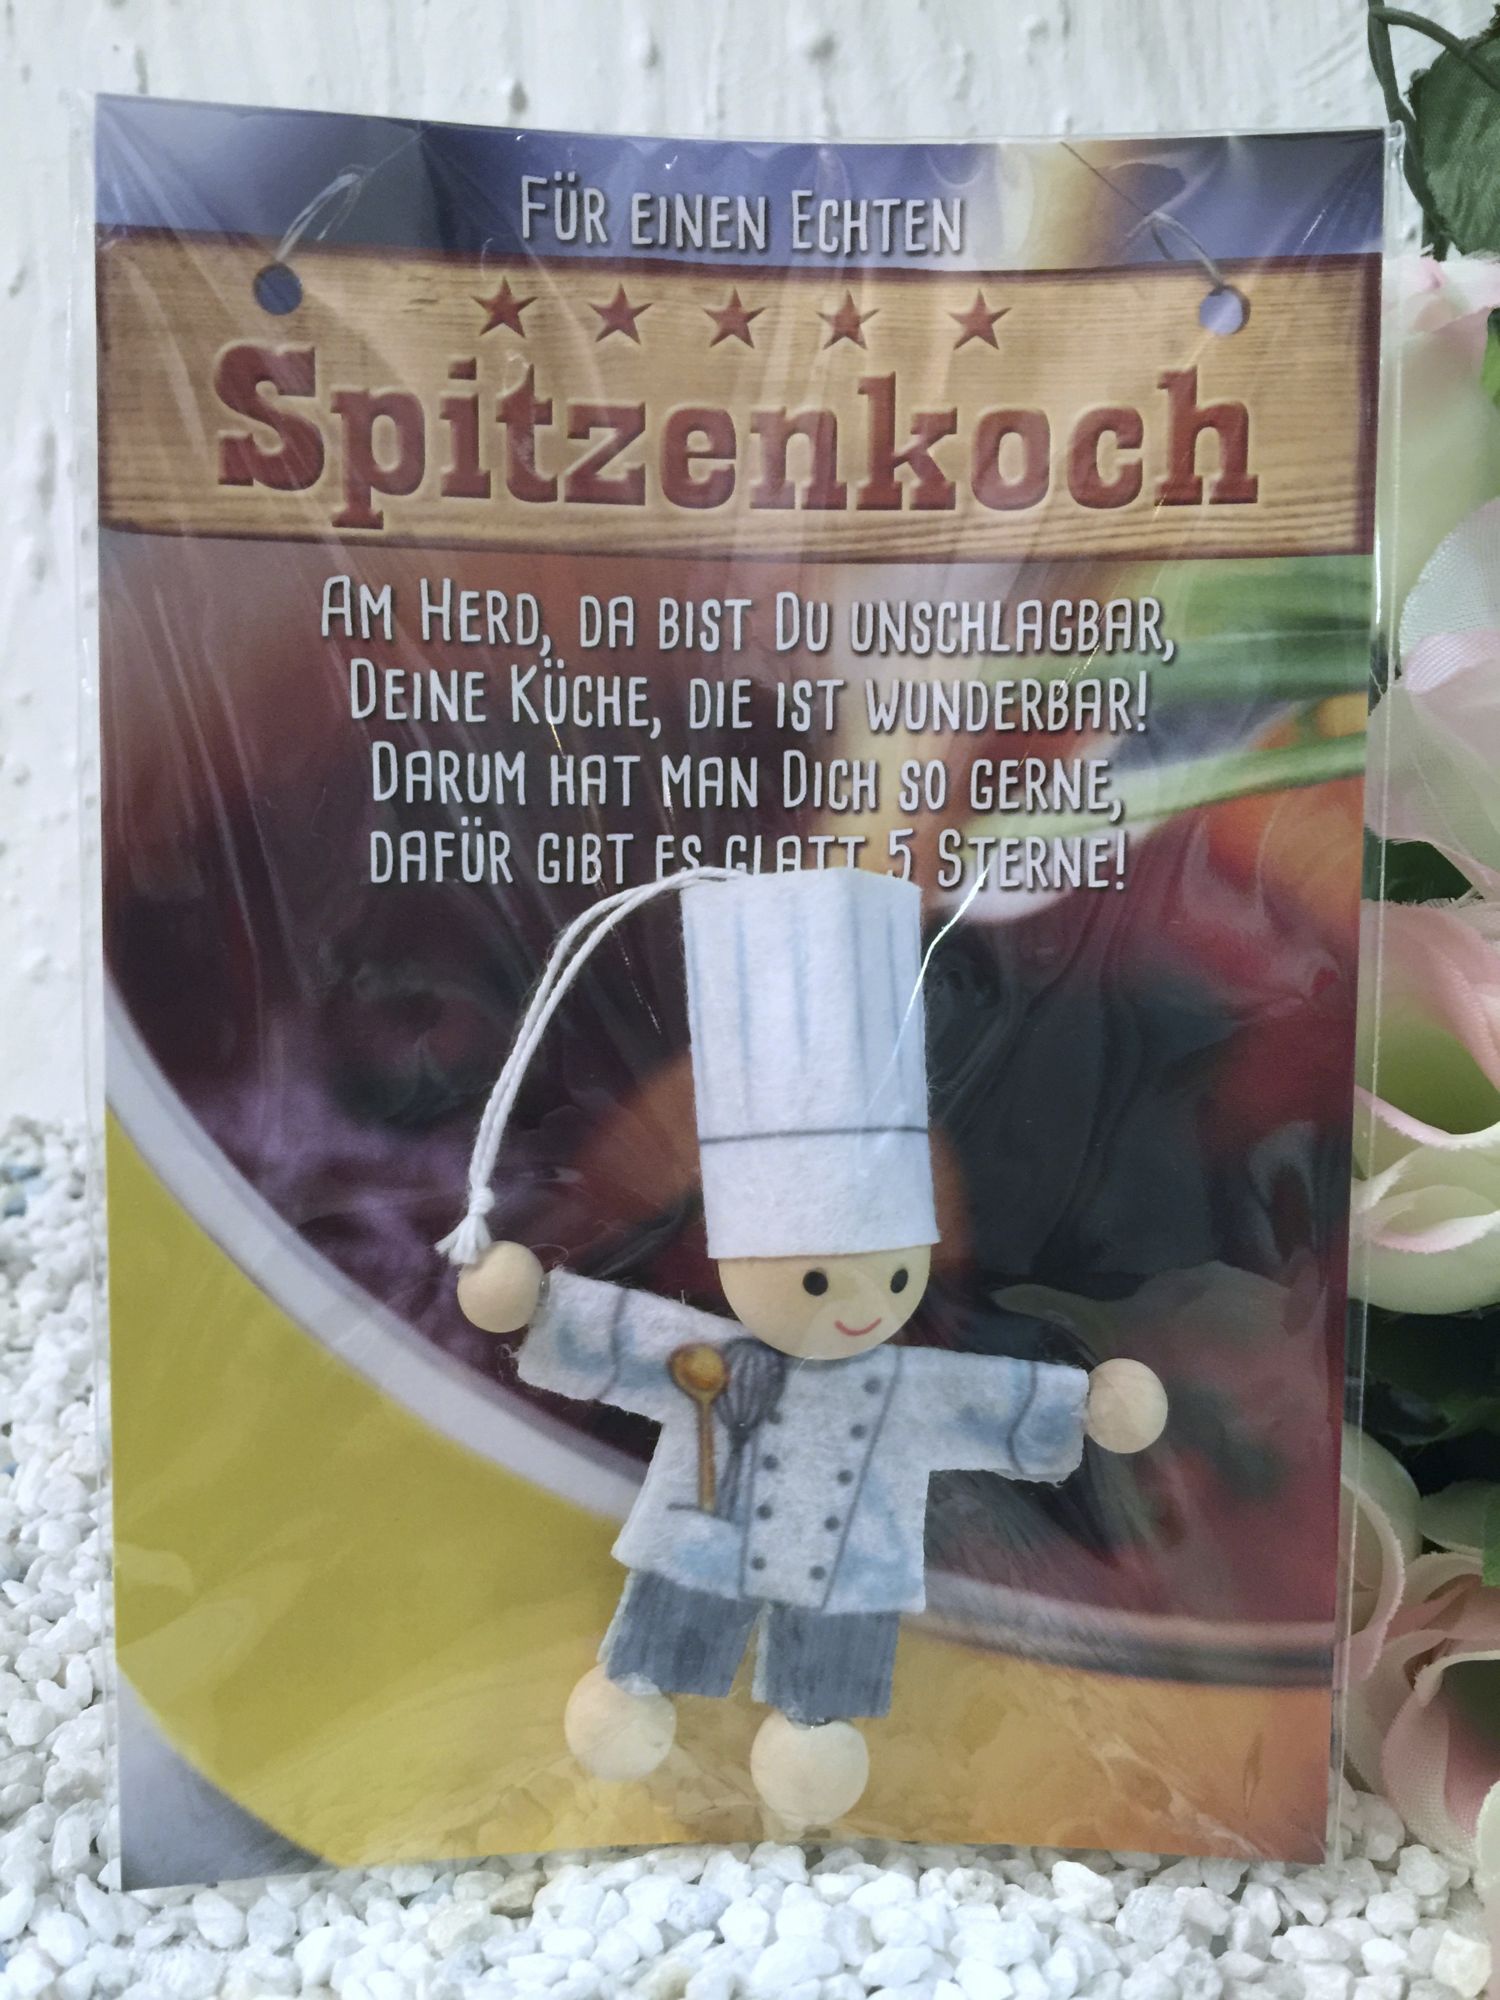 Für einen Echten
Spitzenkoch
Am Herd, da bist Du unschlagbar,
Deine Küche, die ist wunderbar!
Darum hat man Dich so gerne,
dafür gibt es glatt 5 Sterne!